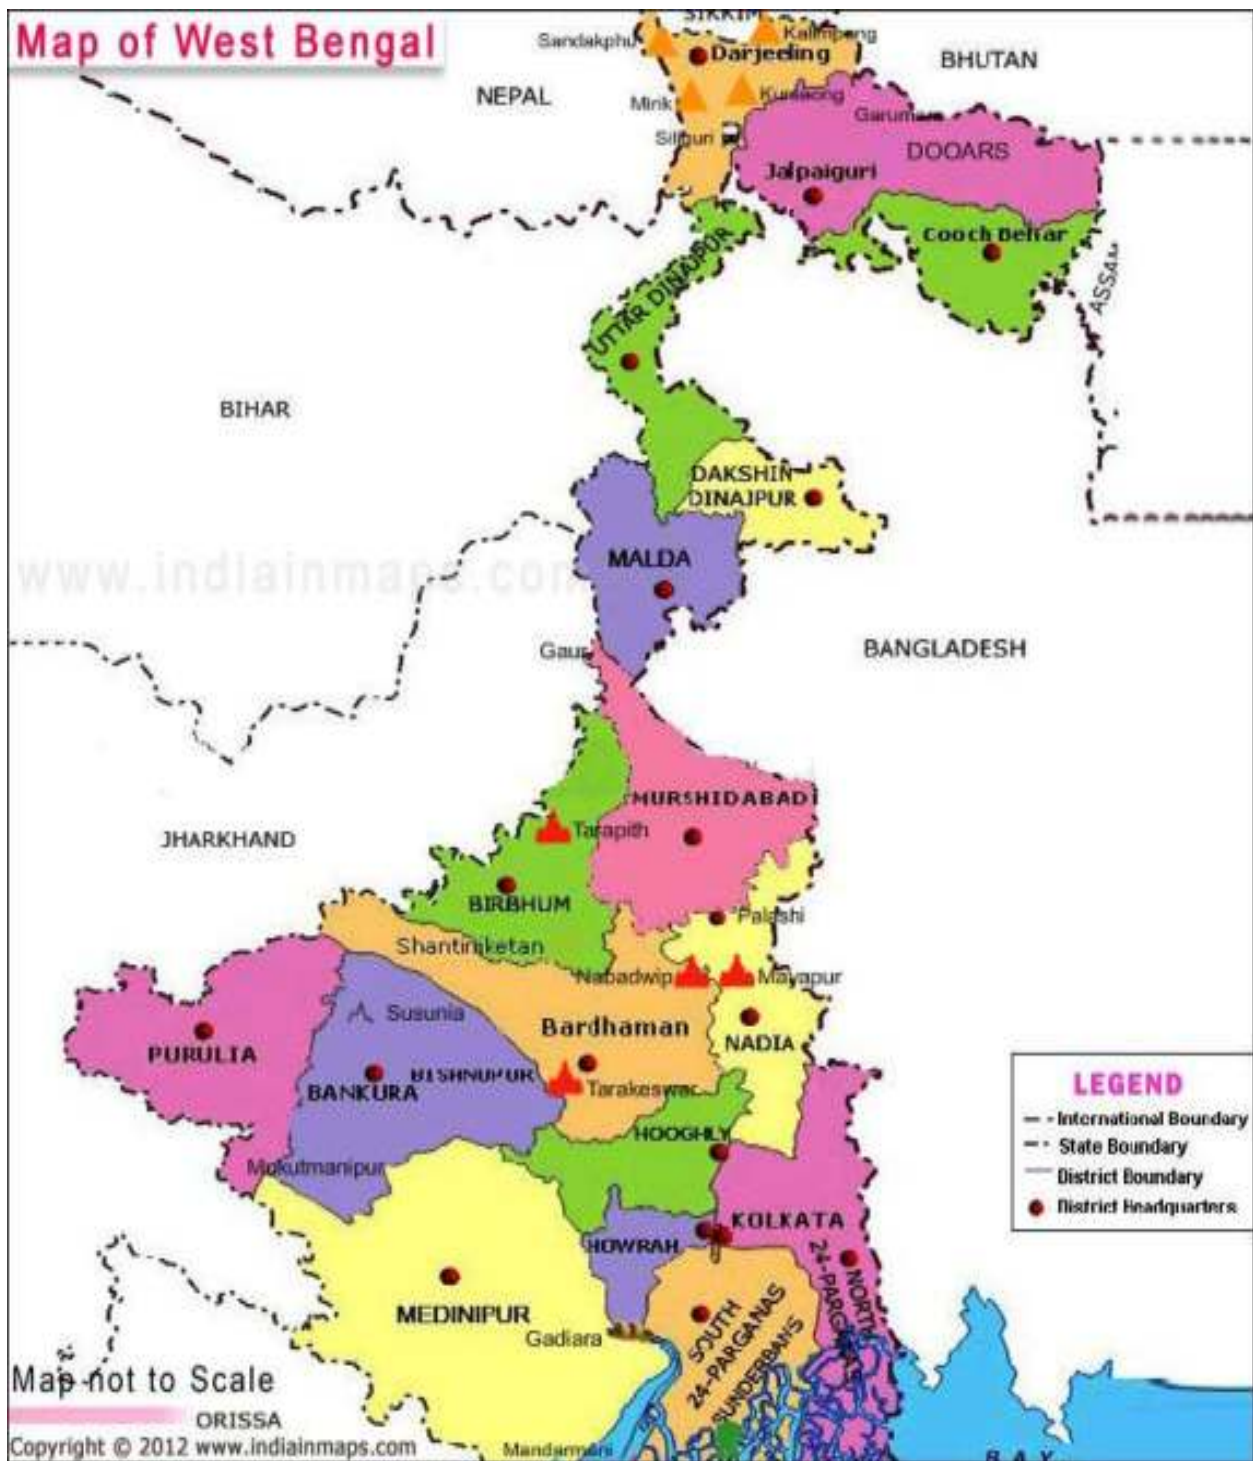 Map of West Bengal
SIKKIM
Sandakphu
Kalimpong
Darjeeling
BHUTAN
NEPAL
Mirik
Kurseong
Garumara
Siliguri
DOOARS
Jalpaiguri
Cooch Behar
UTTAR DINAJPUR
ASSAM
BIHAR
DAKSHIN
DINAJPUR
MALDA
www.indiainmaps.com
Gaur
BANGLADESH
MURSHIDABAD
Tarapith
JHARKHAND
BIRBHUM
Palashi
Shantiniketan
Nabadwip
Mayapur
Susunia
Bardhaman
NADIA
PURULIA
BISHNUPUR
BANKURA
Tarakeswar
HOOGHLY
Mukutmanipur
KOLKATA
HOWRAH
NORTH
24-PARGANAS
MEDINIPUR
Gadiara
SOUTH
24-PARGANAS
SUNDERBANS
LEGEND
International Boundary
State Boundary
District Boundary
District Headquarters
Map not to Scale
ORISSA
Copyright © 2012 www.indiainmaps.com
Mandarmani
BAY